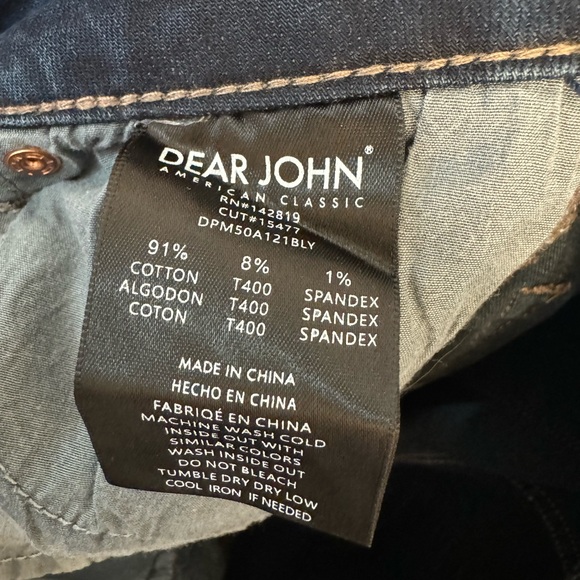 DEAR JOHN®
AMERICAN CLASSIC
RN#142819
CUT#15477
DPM50A121BLY
91% 8% 1%
COTTON T400 SPANDEX
ALGODON T400 SPANDEX
COTON T400 SPANDEX
MADE IN CHINA
HECHO EN CHINA
FABRIQÉ EN CHINA
MACHINE WASH COLD
INSIDE OUT WITH
SIMILAR COLORS
WASH INSIDE OUT
DO NOT BLEACH
TUMBLE DRY DRY LOW
COOL IRON IF NEEDED